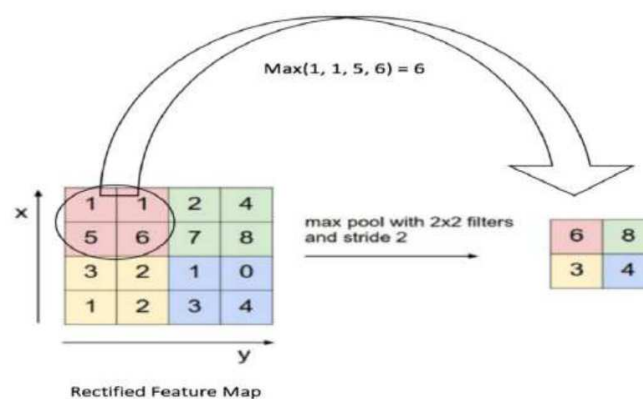 Max(1, 1, 5, 6) = 6
x
1 1 2 4
5 6 7 8
3 2 1 0
1 2 3 4
y
Rectified Feature Map
max pool with 2x2 filters
and stride 2
6 8
3 4